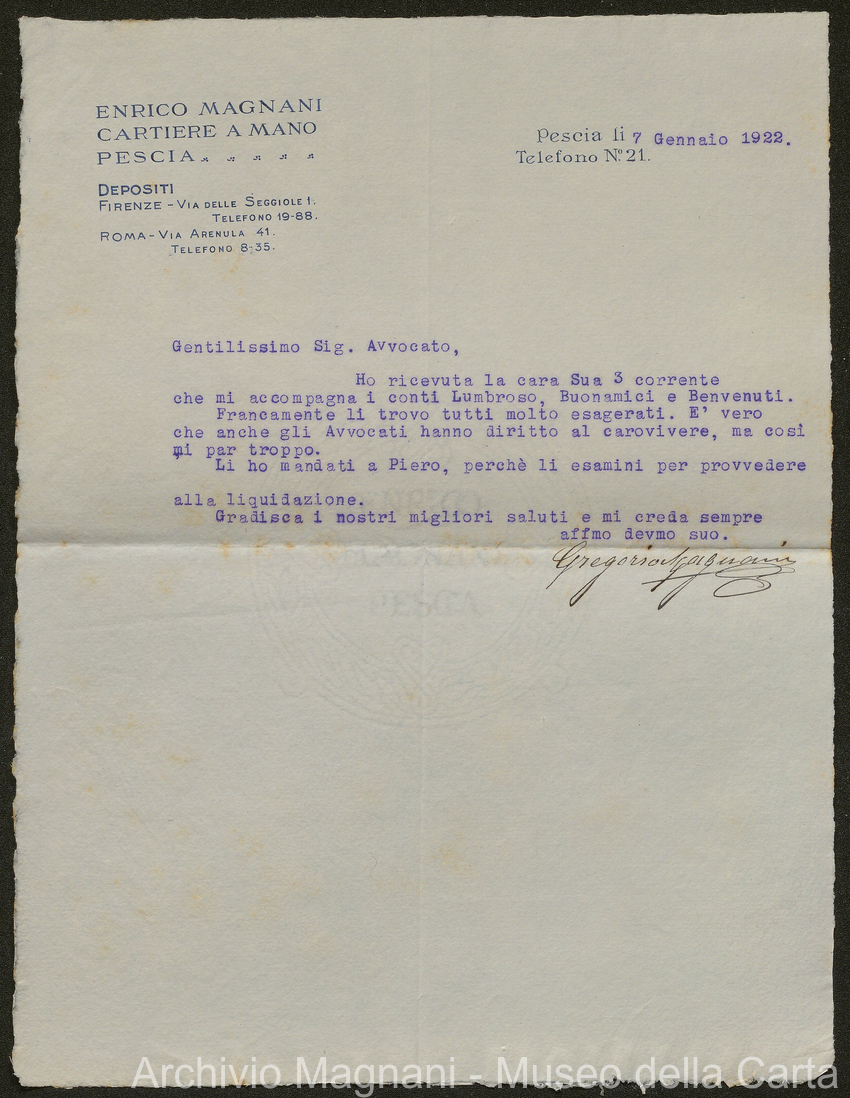 ENRICO MAGNANI
CARTIERE A MANO
PESCIA
DEPOSITI
FIRENZE - VIA DELLE SEGGIOLE 1.
TELEFONO 19-88.
ROMA - VIA ARENULA 41.
TELEFONO 8-35.
Pescia li 7 Gennaio 1922.
Telefono N.º 21.
Gentilissimo Sig. Avvocato,
Ho ricevuta la cara Sua 3 corrente
che mi accompagna i conti Lumbroso, Buonamici e Benvenuti.
Francamente li trovo tutti molto esagerati. E' vero
che anche gli Avvocati hanno diritto al carovivere, ma così
mi par troppo.
Li ho mandati a Piero, perchè li esamini per provvedere
alla liquidazione.
Gradisca i nostri migliori saluti e mi creda sempre
affmo devmo suo.
Gregorio Magnani
PESCIA
Archivio Magnani - Museo della Carta